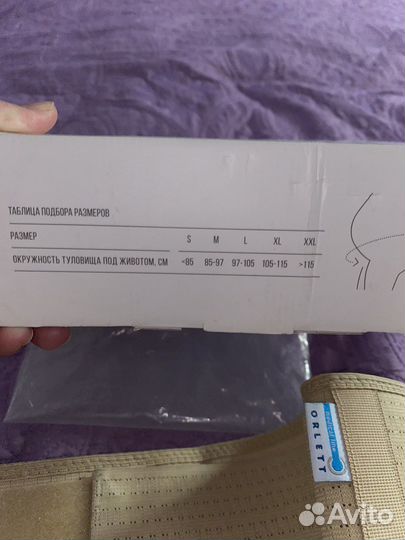 ТАБЛИЦА ПОДБОРА РАЗМЕРОВ
РАЗМЕР S M L XL XXL
ОКРУЖНОСТЬ ТУЛОВИЩА ПОД ЖИВОТОМ, СМ <85 85-97 97-105 105-115 >115
ORLETT
Avito